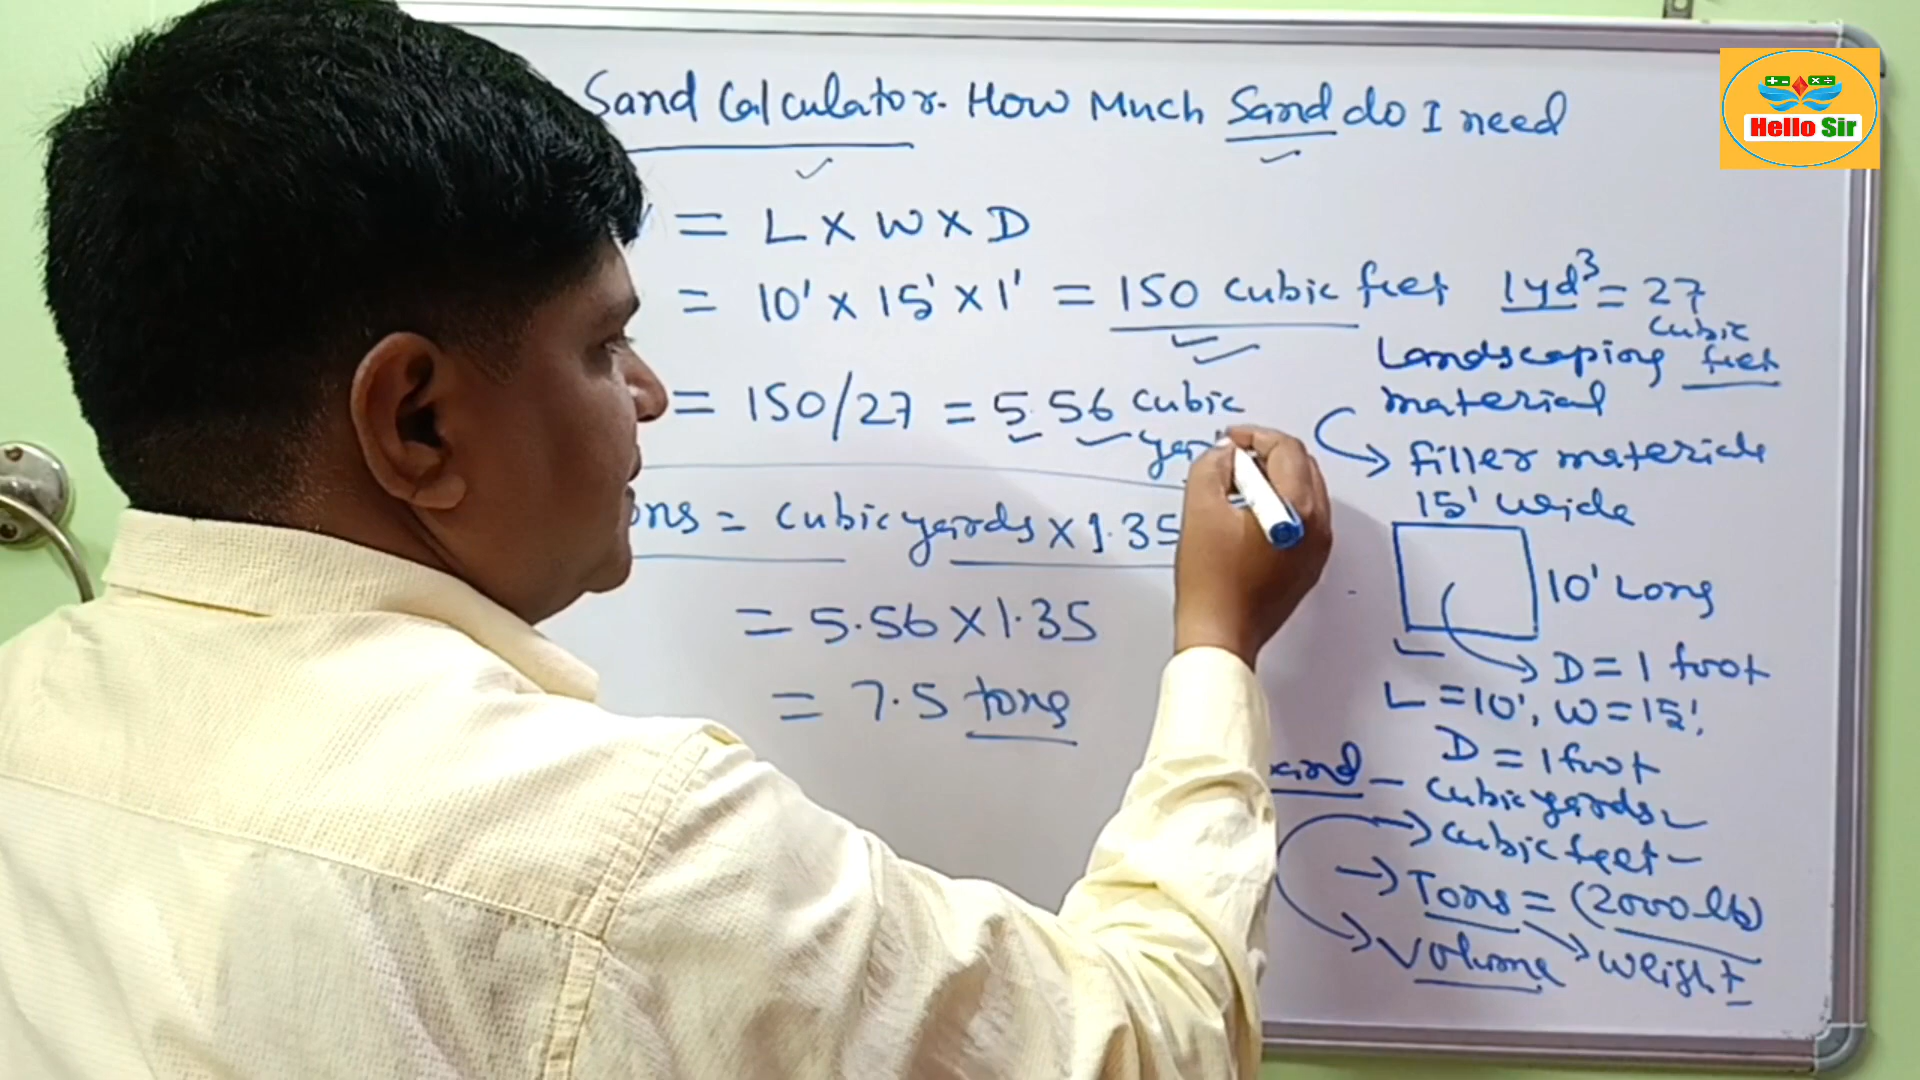 Sand Calculator. How Much Sand do I need
Hello Sir
= L x W x D
= 10' x 15' x 1' = 150 cubic feet
1yd³ = 27
cubic
feet
Landscaping
material
filler materials
= 150/27 = 5.56 cubic
ons = cubic yards x 1.35
= 5.56 x 1.35
= 7.5 tons
15' wide
10' Long
D = 1 foot
L = 10', W = 15',
D = 1 foot
sand - cubic yards
cubic feet -
Tons = (2000 lb)
volume
weight